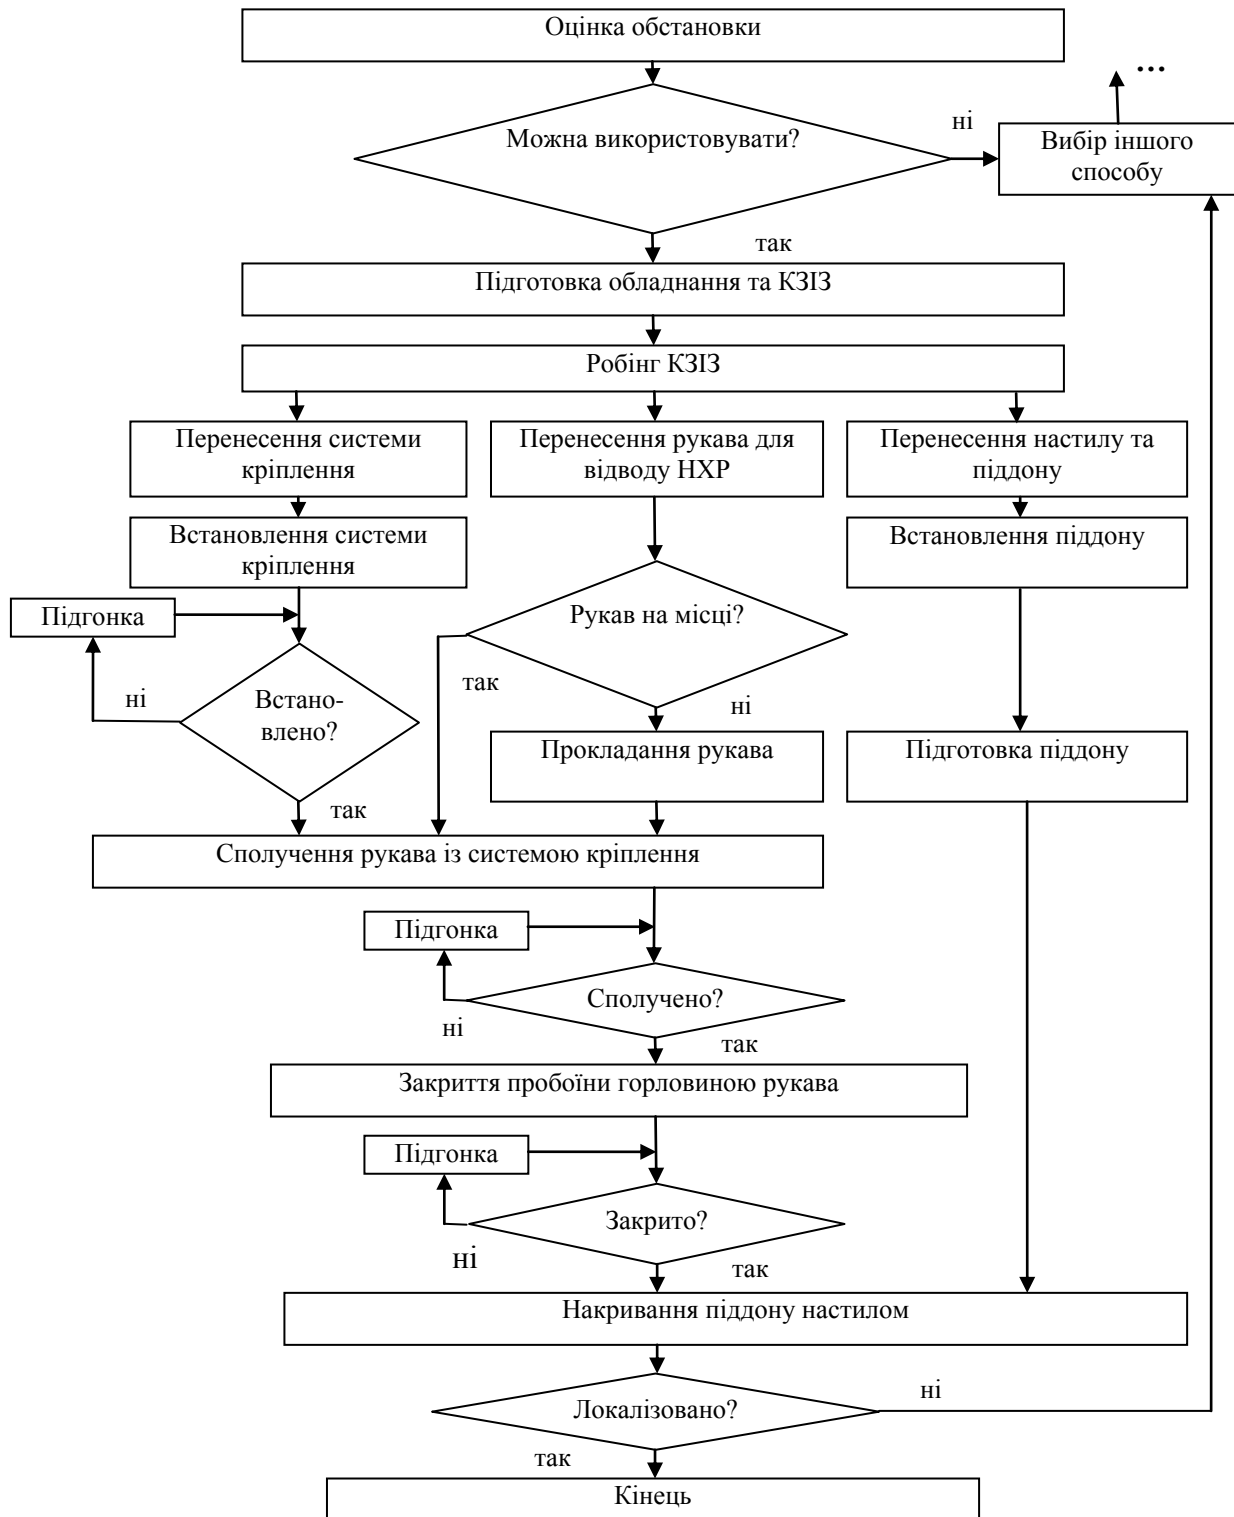 Оцінка обстановки
...
Можна використовувати?
ні
Вибір іншого
способу
так
Підготовка обладнання та КЗІЗ
Робінг КЗІЗ
Перенесення системи
кріплення
Перенесення рукава для
відводу НХР
Перенесення настилу та
піддону
Встановлення системи
кріплення
Встановлення піддону
Підгонка
Рукав на місці?
ні
Встано-
влено?
так
ні
Прокладання рукава
Підготовка піддону
так
Сполучення рукава із системою кріплення
Підгонка
Сполучено?
ні
так
Закриття пробоїни горловиною рукава
Підгонка
Закрито?
ні
так
Накривання піддону настилом
Локалізовано?
ні
так
Кінець